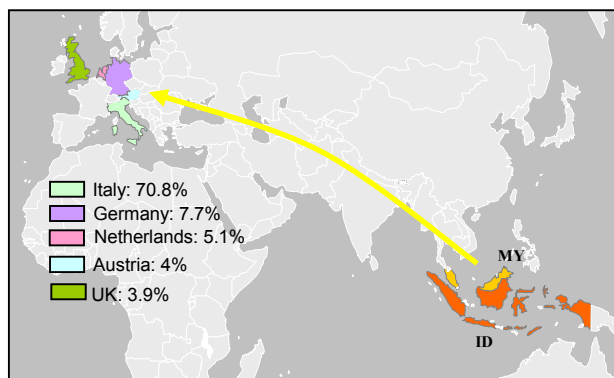 Italy: 70.8%
Germany: 7.7%
Netherlands: 5.1%
Austria: 4%
UK: 3.9%
MY
ID